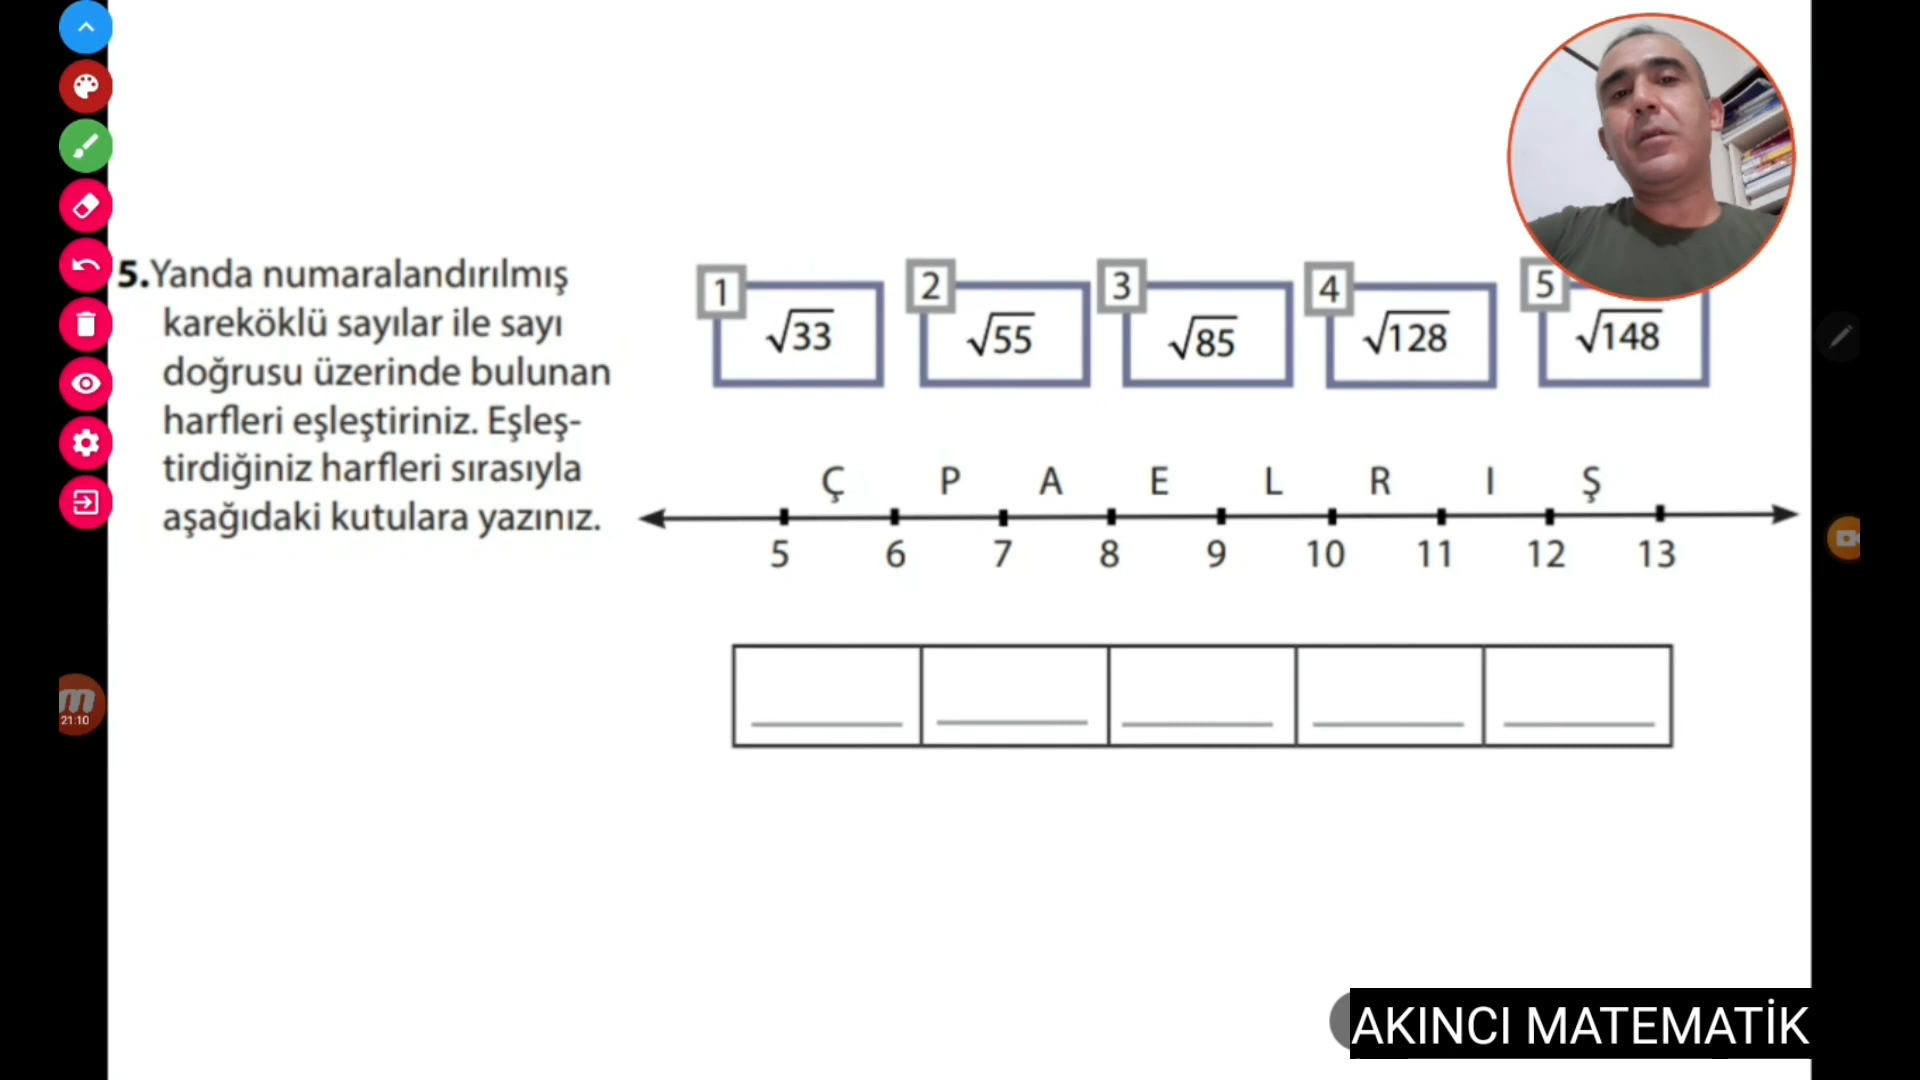 5.Yanda numaralandırılmış
kareköklü sayılar ile sayı
doğrusu üzerinde bulunan
harfleri eşleştiriniz. Eşleş-
tirdiğiniz harfleri sırasıyla
aşağıdaki kutulara yazınız.
1 2 3 4 5
√33 √55 √85 √128 √148
Ç P A E L R I Ş
5 6 7 8 9 10 11 12 13
m
21:10
AKINCI MATEMATİK